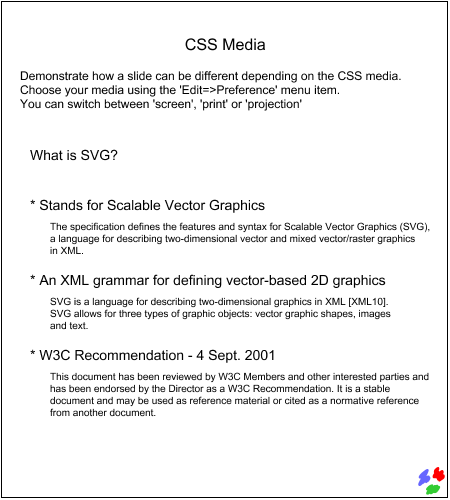 CSS Media
Demonstrate how a slide can be different depending on the CSS media.
Choose your media using the 'Edit=>Preference' menu item.
You can switch between 'screen', 'print' or 'projection'
What is SVG?
* Stands for Scalable Vector Graphics
The specification defines the features and syntax for Scalable Vector Graphics (SVG),
a language for describing two-dimensional vector and mixed vector/raster graphics
in XML.
* An XML grammar for defining vector-based 2D graphics
SVG is a language for describing two-dimensional graphics in XML [XML10].
SVG allows for three types of graphic objects: vector graphic shapes, images
and text.
* W3C Recommendation - 4 Sept. 2001
This document has been reviewed by W3C Members and other interested parties and
has been endorsed by the Director as a W3C Recommendation. It is a stable
document and may be used as reference material or cited as a normative reference
from another document.